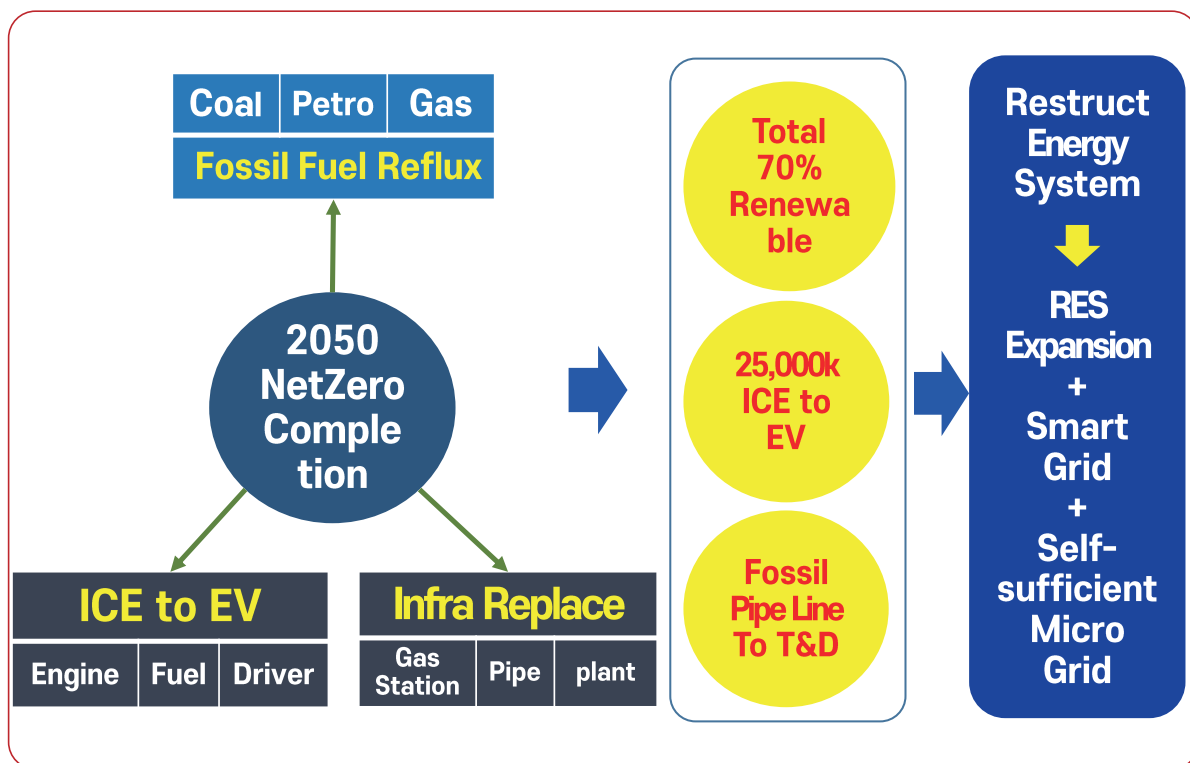 Coal Petro Gas
Fossil Fuel Reflux
2050
NetZero
Comple
tion
ICE to EV
Engine Fuel Driver
Infra Replace
Gas
Station
Pipe
plant
Total
70%
Renewa
ble
25,000k
ICE to
EV
Fossil
Pipe Line
To T&D
Restruct
Energy
System
RES
Expansion
+
Smart
Grid
+
Self-
sufficient
Micro
Grid